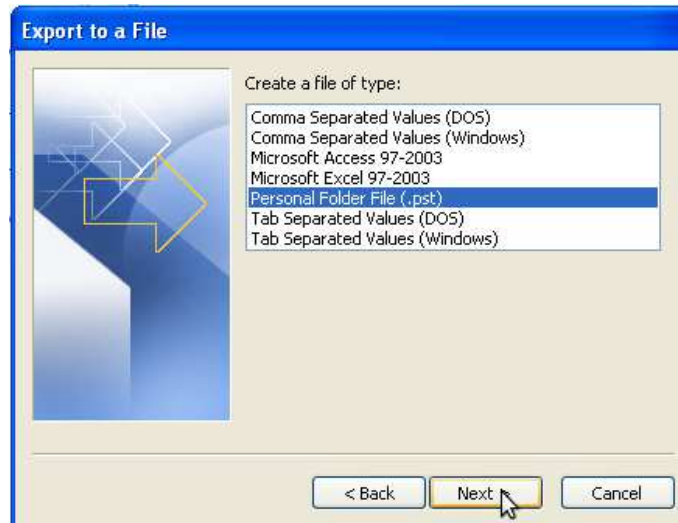 Export to a File
Create a file of type:
Comma Separated Values (DOS)
Comma Separated Values (Windows)
Microsoft Access 97-2003
Microsoft Excel 97-2003
Personal Folder File (.pst)
Tab Separated Values (DOS)
Tab Separated Values (Windows)
< Back Next > Cancel